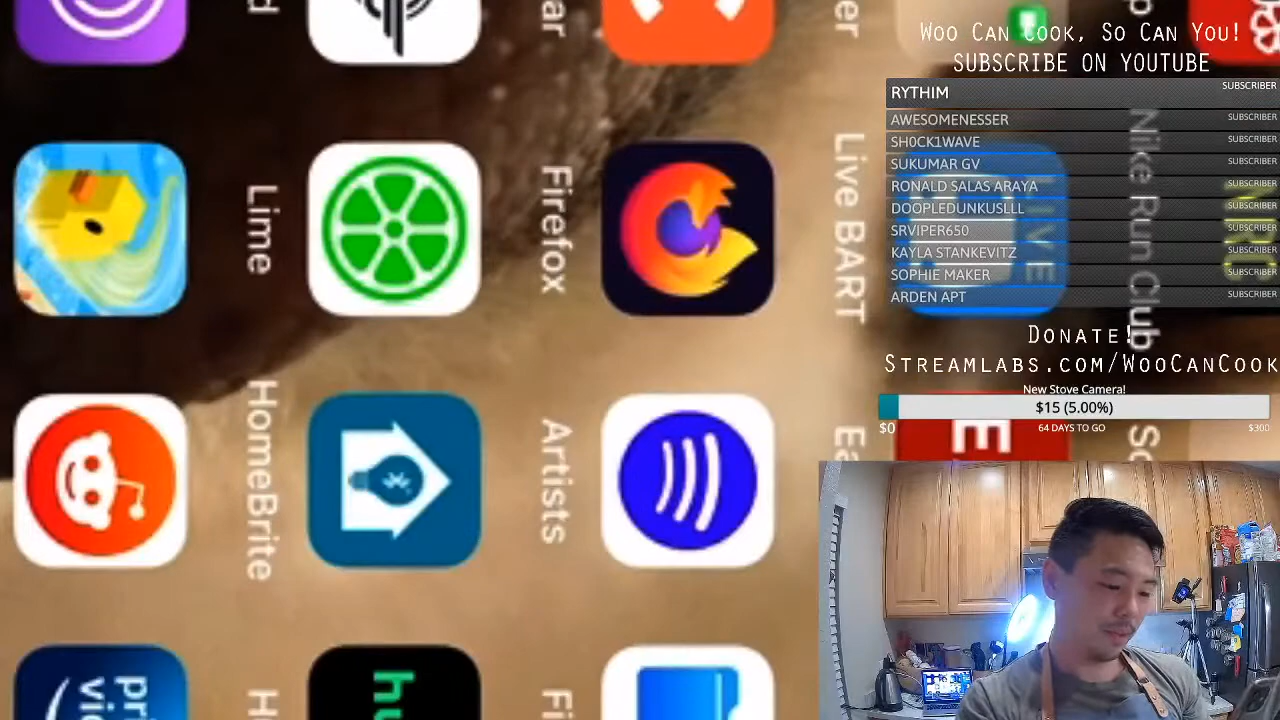 Woo Can Cook, So Can You!
SUBSCRIBE ON YOUTUBE
RYTHIM SUBSCRIBER
AWESOMENESSER SUBSCRIBER
SH0CK1WAVE SUBSCRIBER
SUKUMAR GV SUBSCRIBER
RONALD SALAS ARAYA SUBSCRIBER
DOOPLEDUNKUSLLL SUBSCRIBER
SRVIPER650 SUBSCRIBER
KAYLA STANKEVITZ SUBSCRIBER
SOPHIE MAKER SUBSCRIBER
ARDEN APT SUBSCRIBER
Donate!
Streamlabs.com/WooCanCook
New Stove Camera!
$15 (5.00%)
$0 64 DAYS TO GO $300
Nike Run Club
NRC
Live BART
LIVE
Firefox
Lime
Artists
HomeBrite